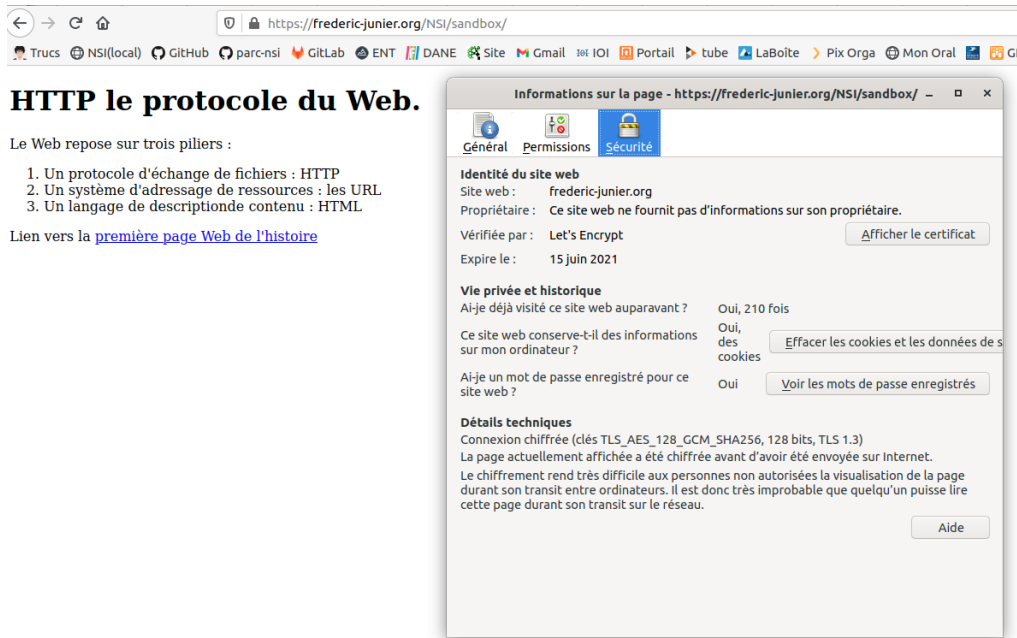 https://frederic-junier.org/NSI/sandbox/
Trucs NSI(local) GitHub parc-nsi GitLab ENT DANE Site Gmail IOI Portail tube LaBoîte Pix Orga Mon Oral
HTTP le protocole du Web.
Le Web repose sur trois piliers :
1. Un protocole d'échange de fichiers : HTTP
2. Un système d'adressage de ressources : les URL
3. Un langage de descriptionde contenu : HTML
Lien vers la première page Web de l'histoire
Informations sur la page - https://frederic-junier.org/NSI/sandbox/
Général Permissions Sécurité
Identité du site web
Site web : frederic-junier.org
Propriétaire : Ce site web ne fournit pas d'informations sur son propriétaire.
Vérifiée par : Let's Encrypt Afficher le certificat
Expire le : 15 juin 2021
Vie privée et historique
Ai-je déjà visité ce site web auparavant ? Oui, 210 fois
Ce site web conserve-t-il des informations
sur mon ordinateur ?
Oui,
des
cookies
Effacer les cookies et les données de s
Ai-je un mot de passe enregistré pour ce
site web ?
Oui
Voir les mots de passe enregistrés
Détails techniques
Connexion chiffrée (clés TLS_AES_128_GCM_SHA256, 128 bits, TLS 1.3)
La page actuellement affichée a été chiffrée avant d'avoir été envoyée sur Internet.
Le chiffrement rend très difficile aux personnes non autorisées la visualisation de la page
durant son transit entre ordinateurs. Il est donc très improbable que quelqu'un puisse lire
cette page durant son transit sur le réseau.
Aide